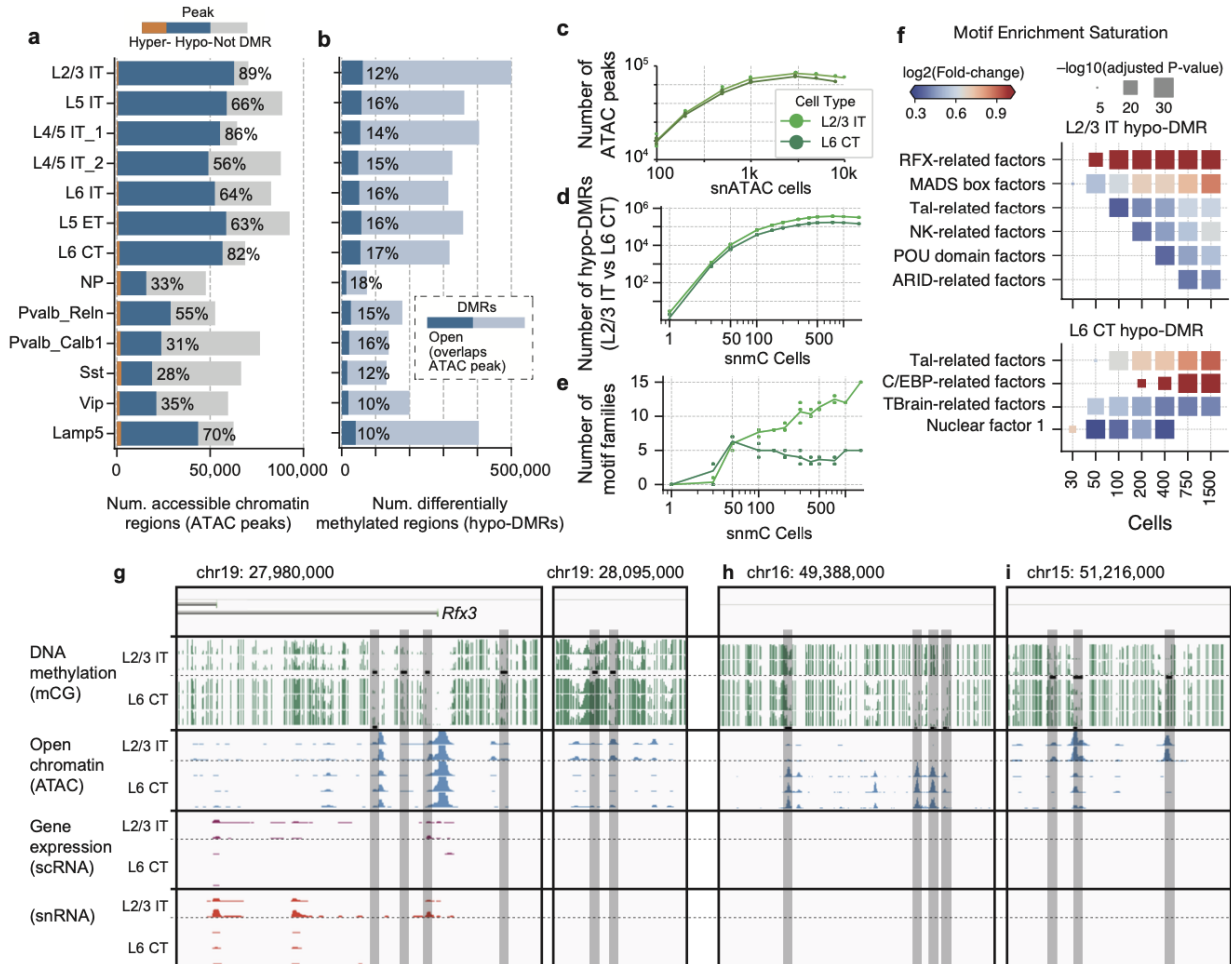 a
Peak
Hyper- Hypo-Not DMR
L2/3 IT 89%
L5 IT 66%
L4/5 IT_1 86%
L4/5 IT_2 56%
L6 IT 64%
L5 ET 63%
L6 CT 82%
NP 33%
Pvalb_Reln 55%
Pvalb_Calb1 31%
Sst 28%
Vip 35%
Lamp5 70%
0 50,000 100,000
Num. accessible chromatin
regions (ATAC peaks)
b
12%
16%
14%
15%
16%
16%
17%
18%
15%
16%
12%
10%
10%
DMRs
Open
(overlaps
ATAC peak)
0 500,000
Num. differentially
methylated regions (hypo-DMRs)
c
Number of
ATAC peaks
10^5
10^4
Cell Type
L2/3 IT
L6 CT
100 1k 10k
snATAC cells
d
Number of hypo-DMRs
(L2/3 IT vs L6 CT)
10^6
10^4
10^2
1 50 100 500
snmC Cells
e
Number of
motif families
15
10
5
0
1 50 100 500
snmC Cells
f
Motif Enrichment Saturation
log2(Fold-change)
0.3 0.6 0.9
–log10(adjusted P-value)
5 20 30
L2/3 IT hypo-DMR
RFX-related factors
MADS box factors
Tal-related factors
NK-related factors
POU domain factors
ARID-related factors
L6 CT hypo-DMR
Tal-related factors
C/EBP-related factors
TBrain-related factors
Nuclear factor 1
30 50 100 200 400 750 1500
Cells
g
chr19: 27,980,000
chr19: 28,095,000
h
chr16: 49,388,000
i
chr15: 51,216,000
Rfx3
DNA
methylation
(mCG)
L2/3 IT
L6 CT
Open
chromatin
(ATAC)
L2/3 IT
L6 CT
Gene
expression
(scRNA)
L2/3 IT
L6 CT
(snRNA)
L2/3 IT
L6 CT